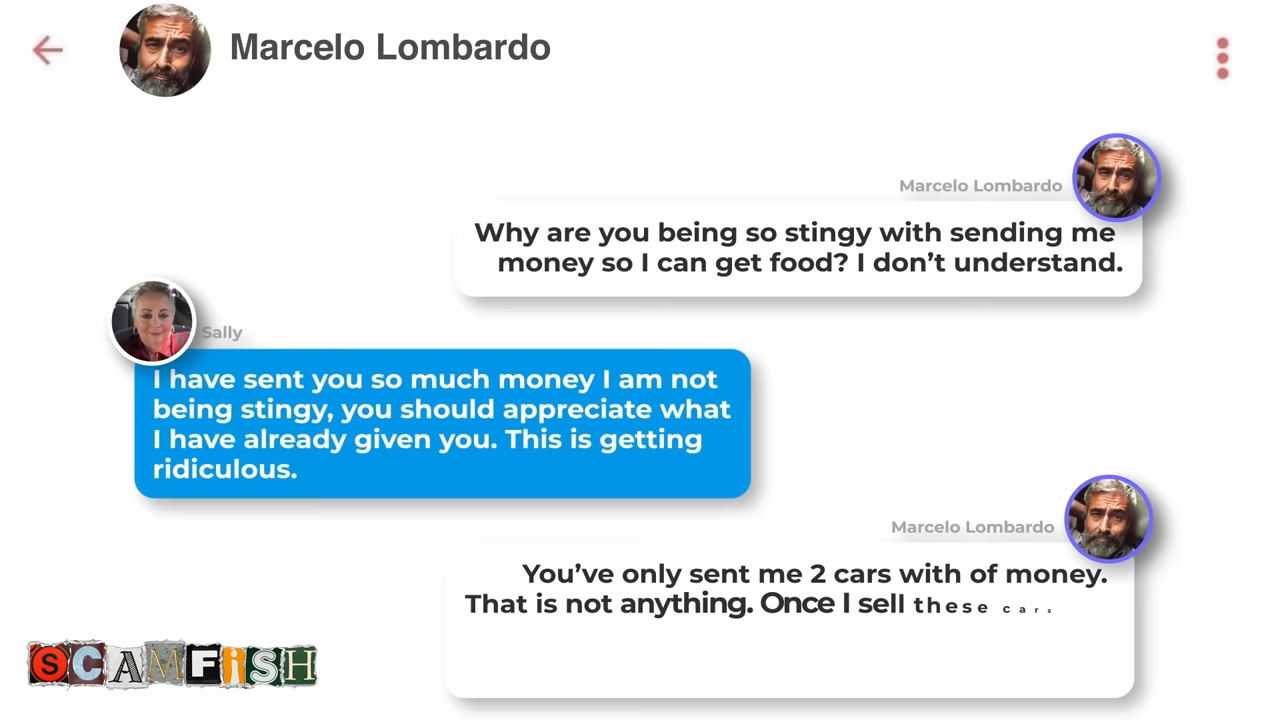 Marcelo Lombardo
Marcelo Lombardo
Why are you being so stingy with sending me
money so I can get food? I don’t understand.
Sally
I have sent you so much money I am not
being stingy, you should appreciate what
I have already given you. This is getting
ridiculous.
Marcelo Lombardo
You’ve only sent me 2 cars with of money.
That is not anything. Once I sell these cars
SCAMFiSH